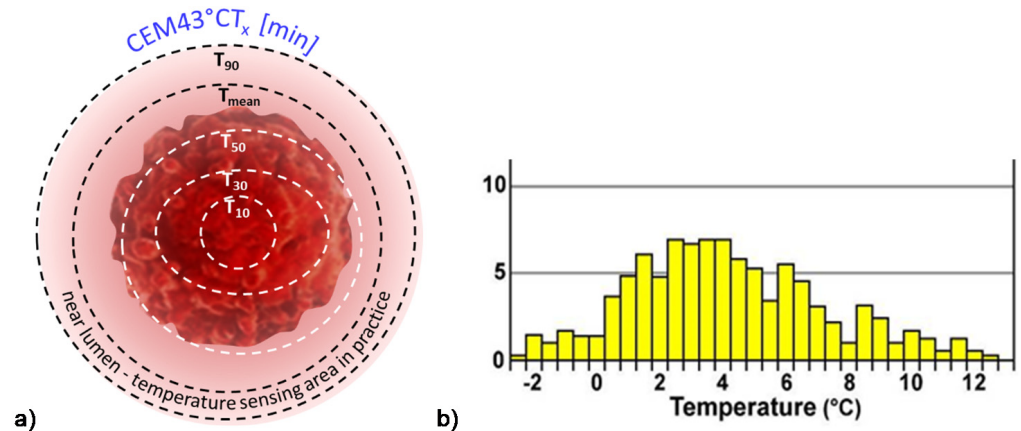 CEM43°CTx [min]
T90
Tmean
T50
T30
T10
near lumen - temperature sensing area in practice
a)
10
5
0
-2 0 2 4 6 8 10 12
Temperature (°C)
b)